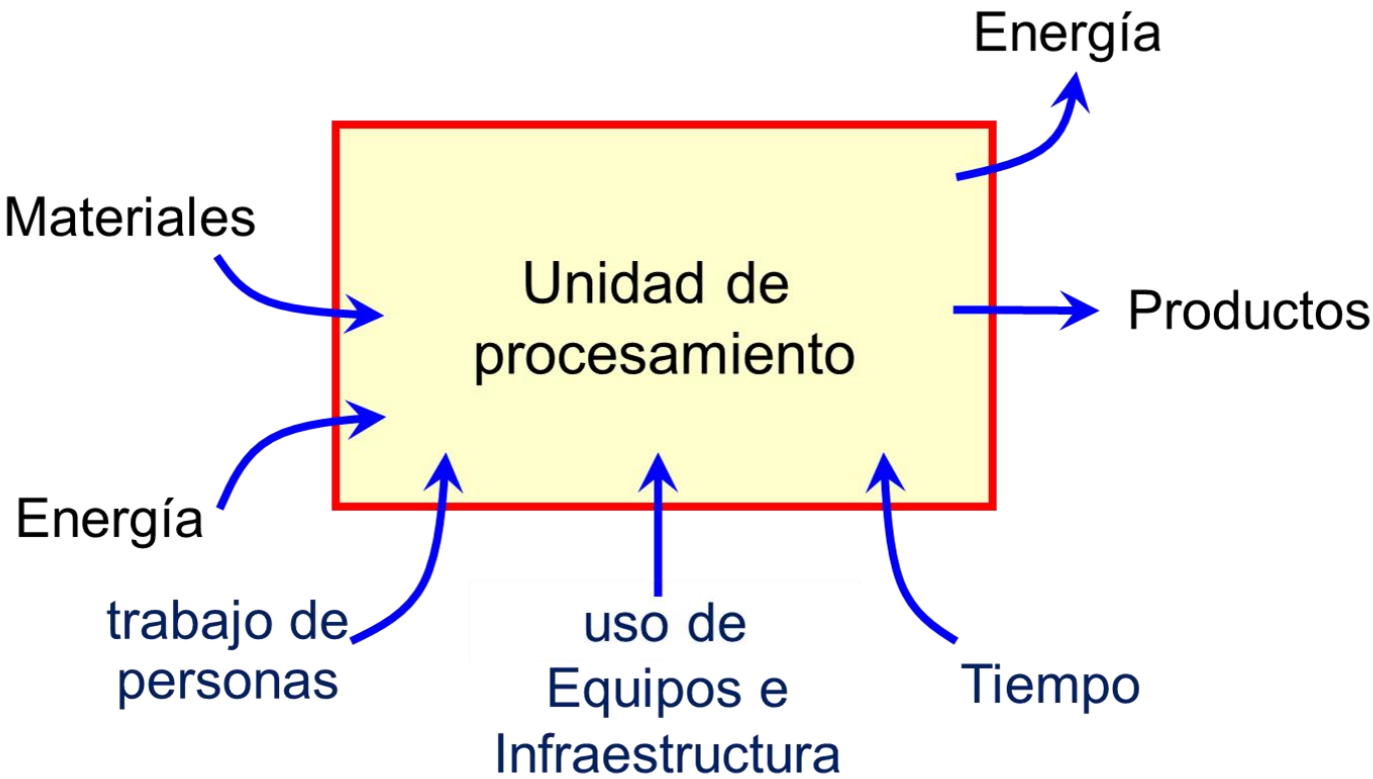 Energía
Materiales
Unidad de
procesamiento
Productos
Energía
trabajo de
personas
uso de
Equipos e
Infraestructura
Tiempo